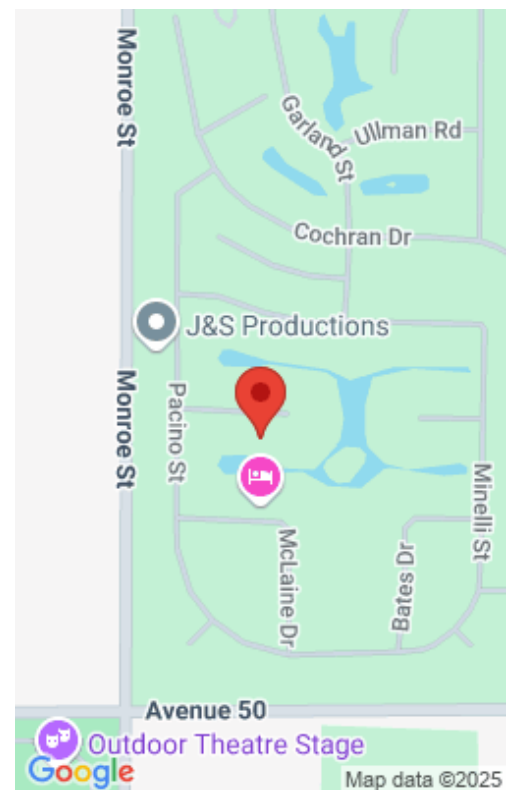 Monroe St
Garland St
Ullman Rd
Cochran Dr
J&S Productions
Monroe St
Pacino St
Minelli St
McLaine Dr
Bates Dr
Avenue 50
Outdoor Theatre Stage
Google
Map data ©2025